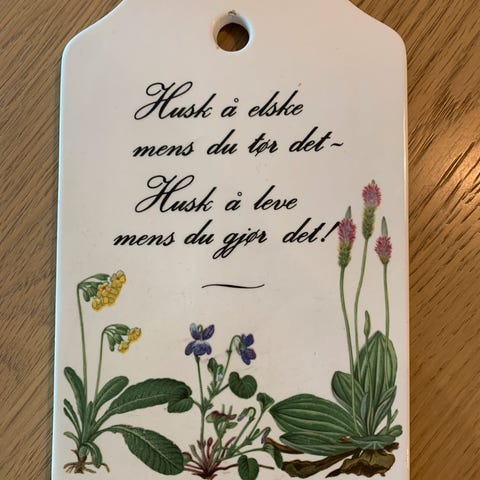 Husk å elske
mens du tør det~
Husk å leve
mens du gjør det!